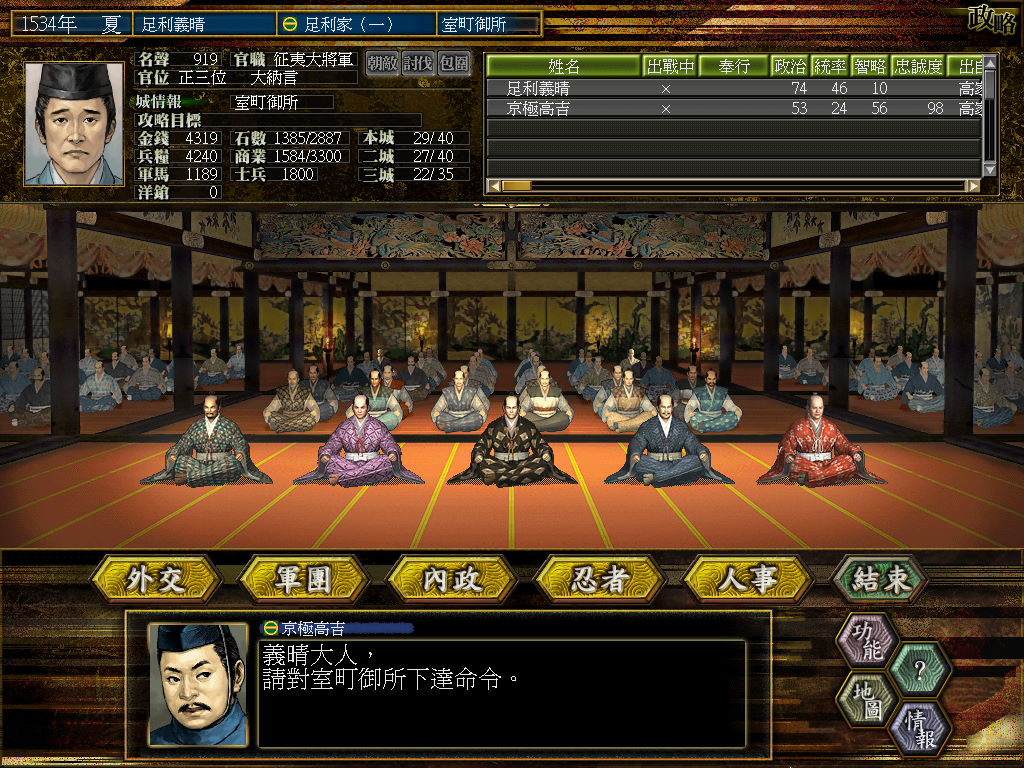 1534年 夏 足利義晴 足利家（一） 室町御所
政略
名聲 919 官職 征夷大將軍 朝敵 討伐 包圍
官位 正三位 大納言
城情報 室町御所
攻略目標
金錢 4319 石數 1385/2887 本城 29/40
兵糧 4240 商業 1584/3300 二城 27/40
軍馬 1189 士兵 1800 三城 22/35
洋鎗 0
姓名 出戰中 奉行 政治 統率 智略 忠誠度 出自
足利義晴 × 74 46 10 高家
京極高吉 × 53 24 56 98 高家
外交 軍團 內政 忍者 人事 結束
京極高吉
義晴大人，
請對室町御所下達命令。
功能
?
地圖
情報